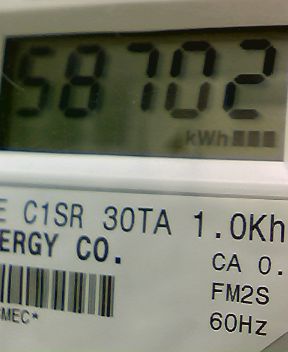 58702
kWh
E C1SR 30TA 1.0Kh
ERGY CO.
CA 0.
FM2S
MEC*
60Hz